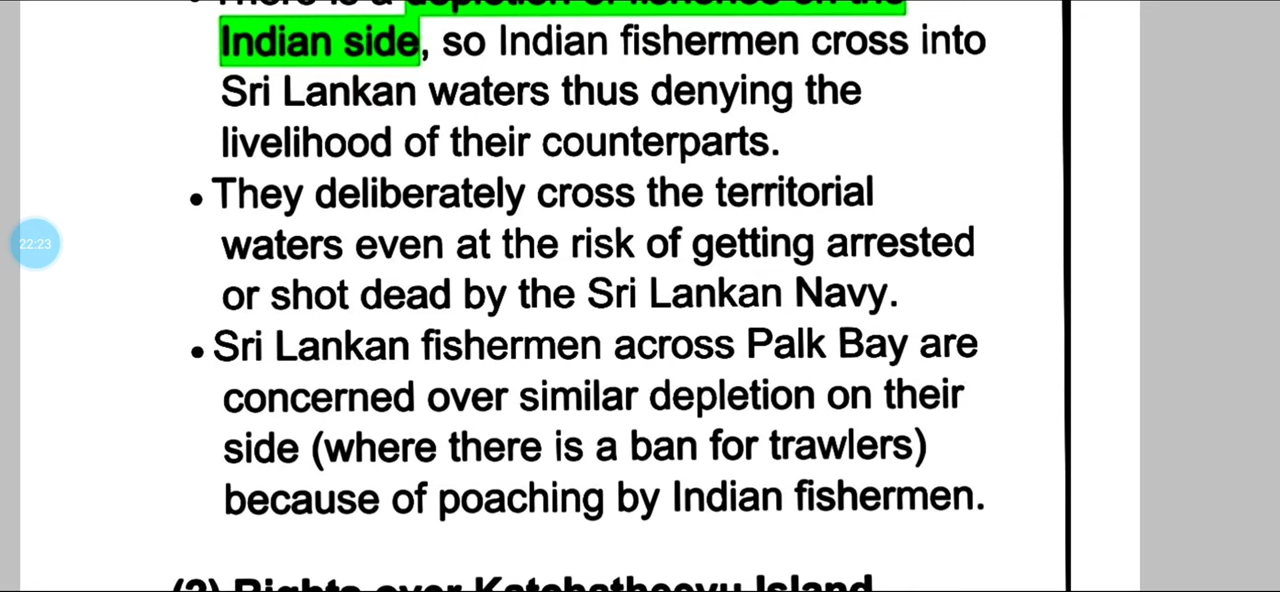 There is a depletion of fisheries on the
Indian side, so Indian fishermen cross into
Sri Lankan waters thus denying the
livelihood of their counterparts.
• They deliberately cross the territorial
waters even at the risk of getting arrested
or shot dead by the Sri Lankan Navy.
22:23
• Sri Lankan fishermen across Palk Bay are
concerned over similar depletion on their
side (where there is a ban for trawlers)
because of poaching by Indian fishermen.
(2) Rights over Katchatheevu Island